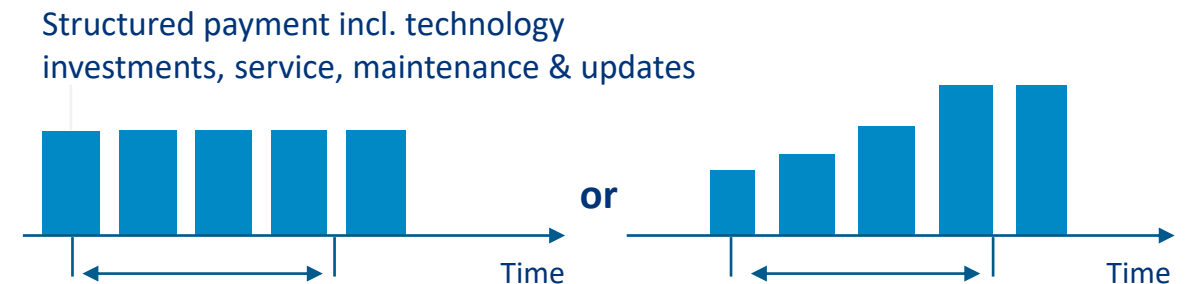 Structured payment incl. technology
investments, service, maintenance & updates
or
Time
Time